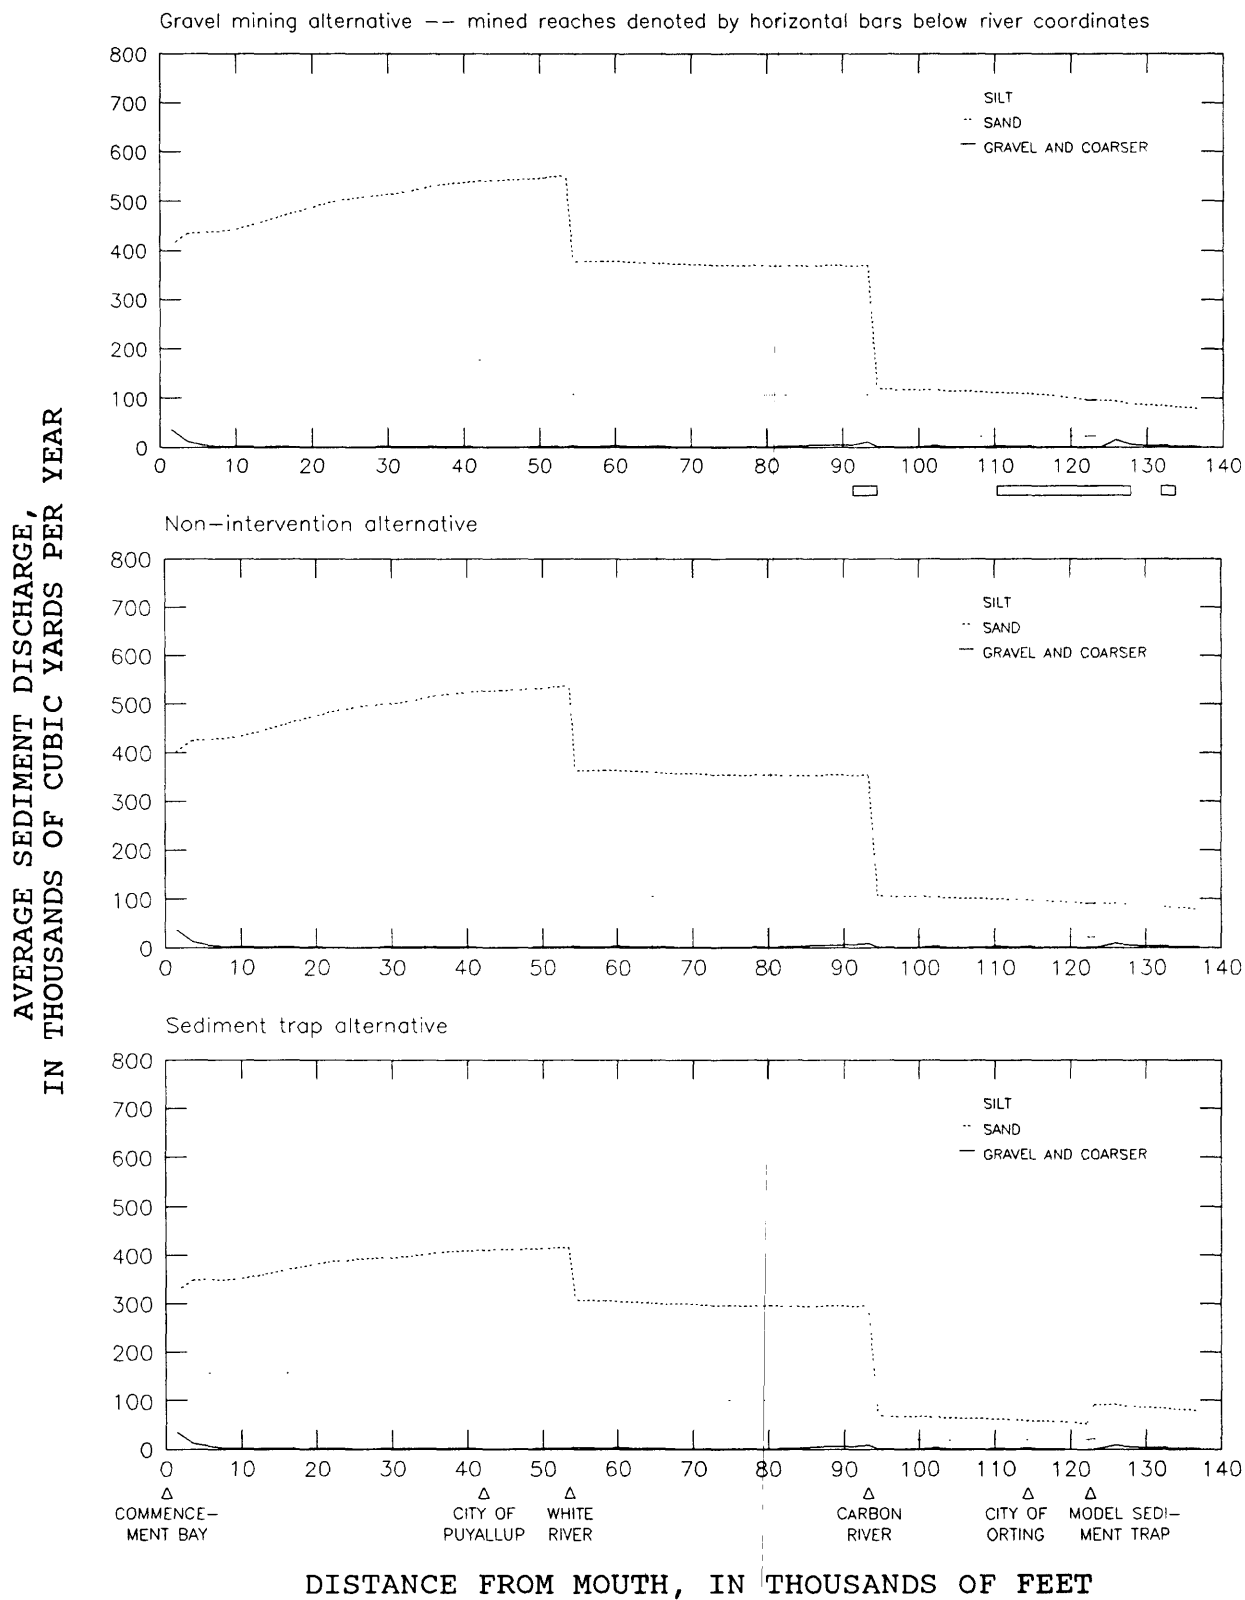 Gravel mining alternative -- mined reaches denoted by horizontal bars below river coordinates
AVERAGE SEDIMENT DISCHARGE,
IN THOUSANDS OF CUBIC YARDS PER YEAR
800
700
600
500
400
300
200
100
0
SILT
SAND
GRAVEL AND COARSER
0 10 20 30 40 50 60 70 80 90 100 110 120 130 140
Non-intervention alternative
800
700
600
500
400
300
200
100
0
SILT
SAND
GRAVEL AND COARSER
0 10 20 30 40 50 60 70 80 90 100 110 120 130 140
Sediment trap alternative
800
700
600
500
400
300
200
100
0
SILT
SAND
GRAVEL AND COARSER
0 10 20 30 40 50 60 70 80 90 100 110 120 130 140
COMMENCE- CITY OF WHITE CARBON CITY OF MODEL SEDI-
MENT BAY PUYALLUP RIVER RIVER ORTING MENT TRAP
DISTANCE FROM MOUTH, IN THOUSANDS OF FEET